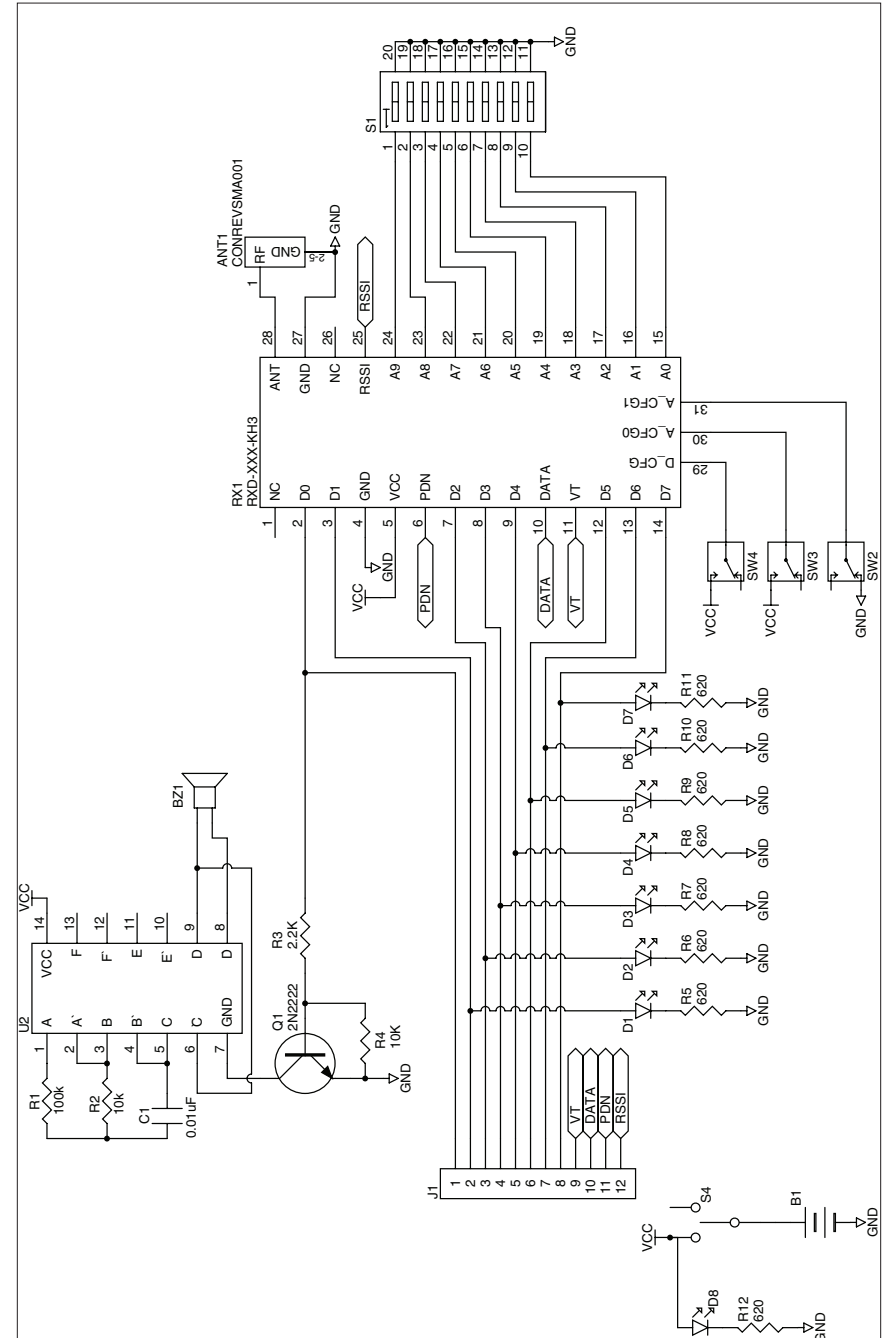 20
19
18
17
16
15
14
13
12
11
GND
S1
1
2
3
4
5
6
7
8
9
10
ANT1
CONREVSMA001
RF
GND
1
2-5
GND
RSSI
28
27
26
25
24
23
22
21
20
19
18
17
16
15
RX1
RXD-XXX-KH3
ANT
GND
NC
RSSI
A9
A8
A7
A6
A5
A4
A3
A2
A1
A0
A_CFG1
A_CFG0
D_CFG
31
30
29
NC
D0
D1
GND
VCC
PDN
D2
D3
D4
DATA
VT
D5
D6
D7
1
2
3
4
5
6
7
8
9
10
11
12
13
14
GND
VCC
PDN
DATA
VT
VCC
SW4
VCC
SW3
GND
SW2
BZ1
VCC
14
13
12
11
10
9
8
U2
VCC
F
F`
E
E`
D
D
A
A`
B
B`
C
`C
GND
1
2
3
4
5
6
7
R1
100k
R2
10k
C1
0.01uF
R3
2.2K
Q1
2N2222
R4
10K
GND
D7
R11
620
GND
D6
R10
620
GND
D5
R9
620
GND
D4
R8
620
GND
D3
R7
620
GND
D2
R6
620
GND
D1
R5
620
GND
J1
1
2
3
4
5
6
7
8
9
10
11
12
VT
DATA
PDN
RSSI
S4
VCC
B1
GND
D8
R12
620
GND